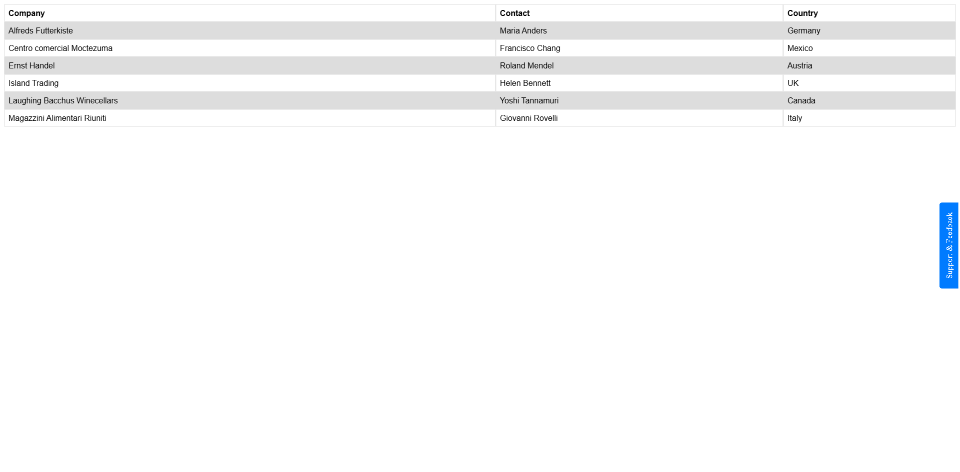 Company Contact Country
Alfreds Futterkiste Maria Anders Germany
Centro comercial Moctezuma Francisco Chang Mexico
Ernst Handel Roland Mendel Austria
Island Trading Helen Bennett UK
Laughing Bacchus Winecellars Yoshi Tannamuri Canada
Magazzini Alimentari Riuniti Giovanni Rovelli Italy
Support & Feedback